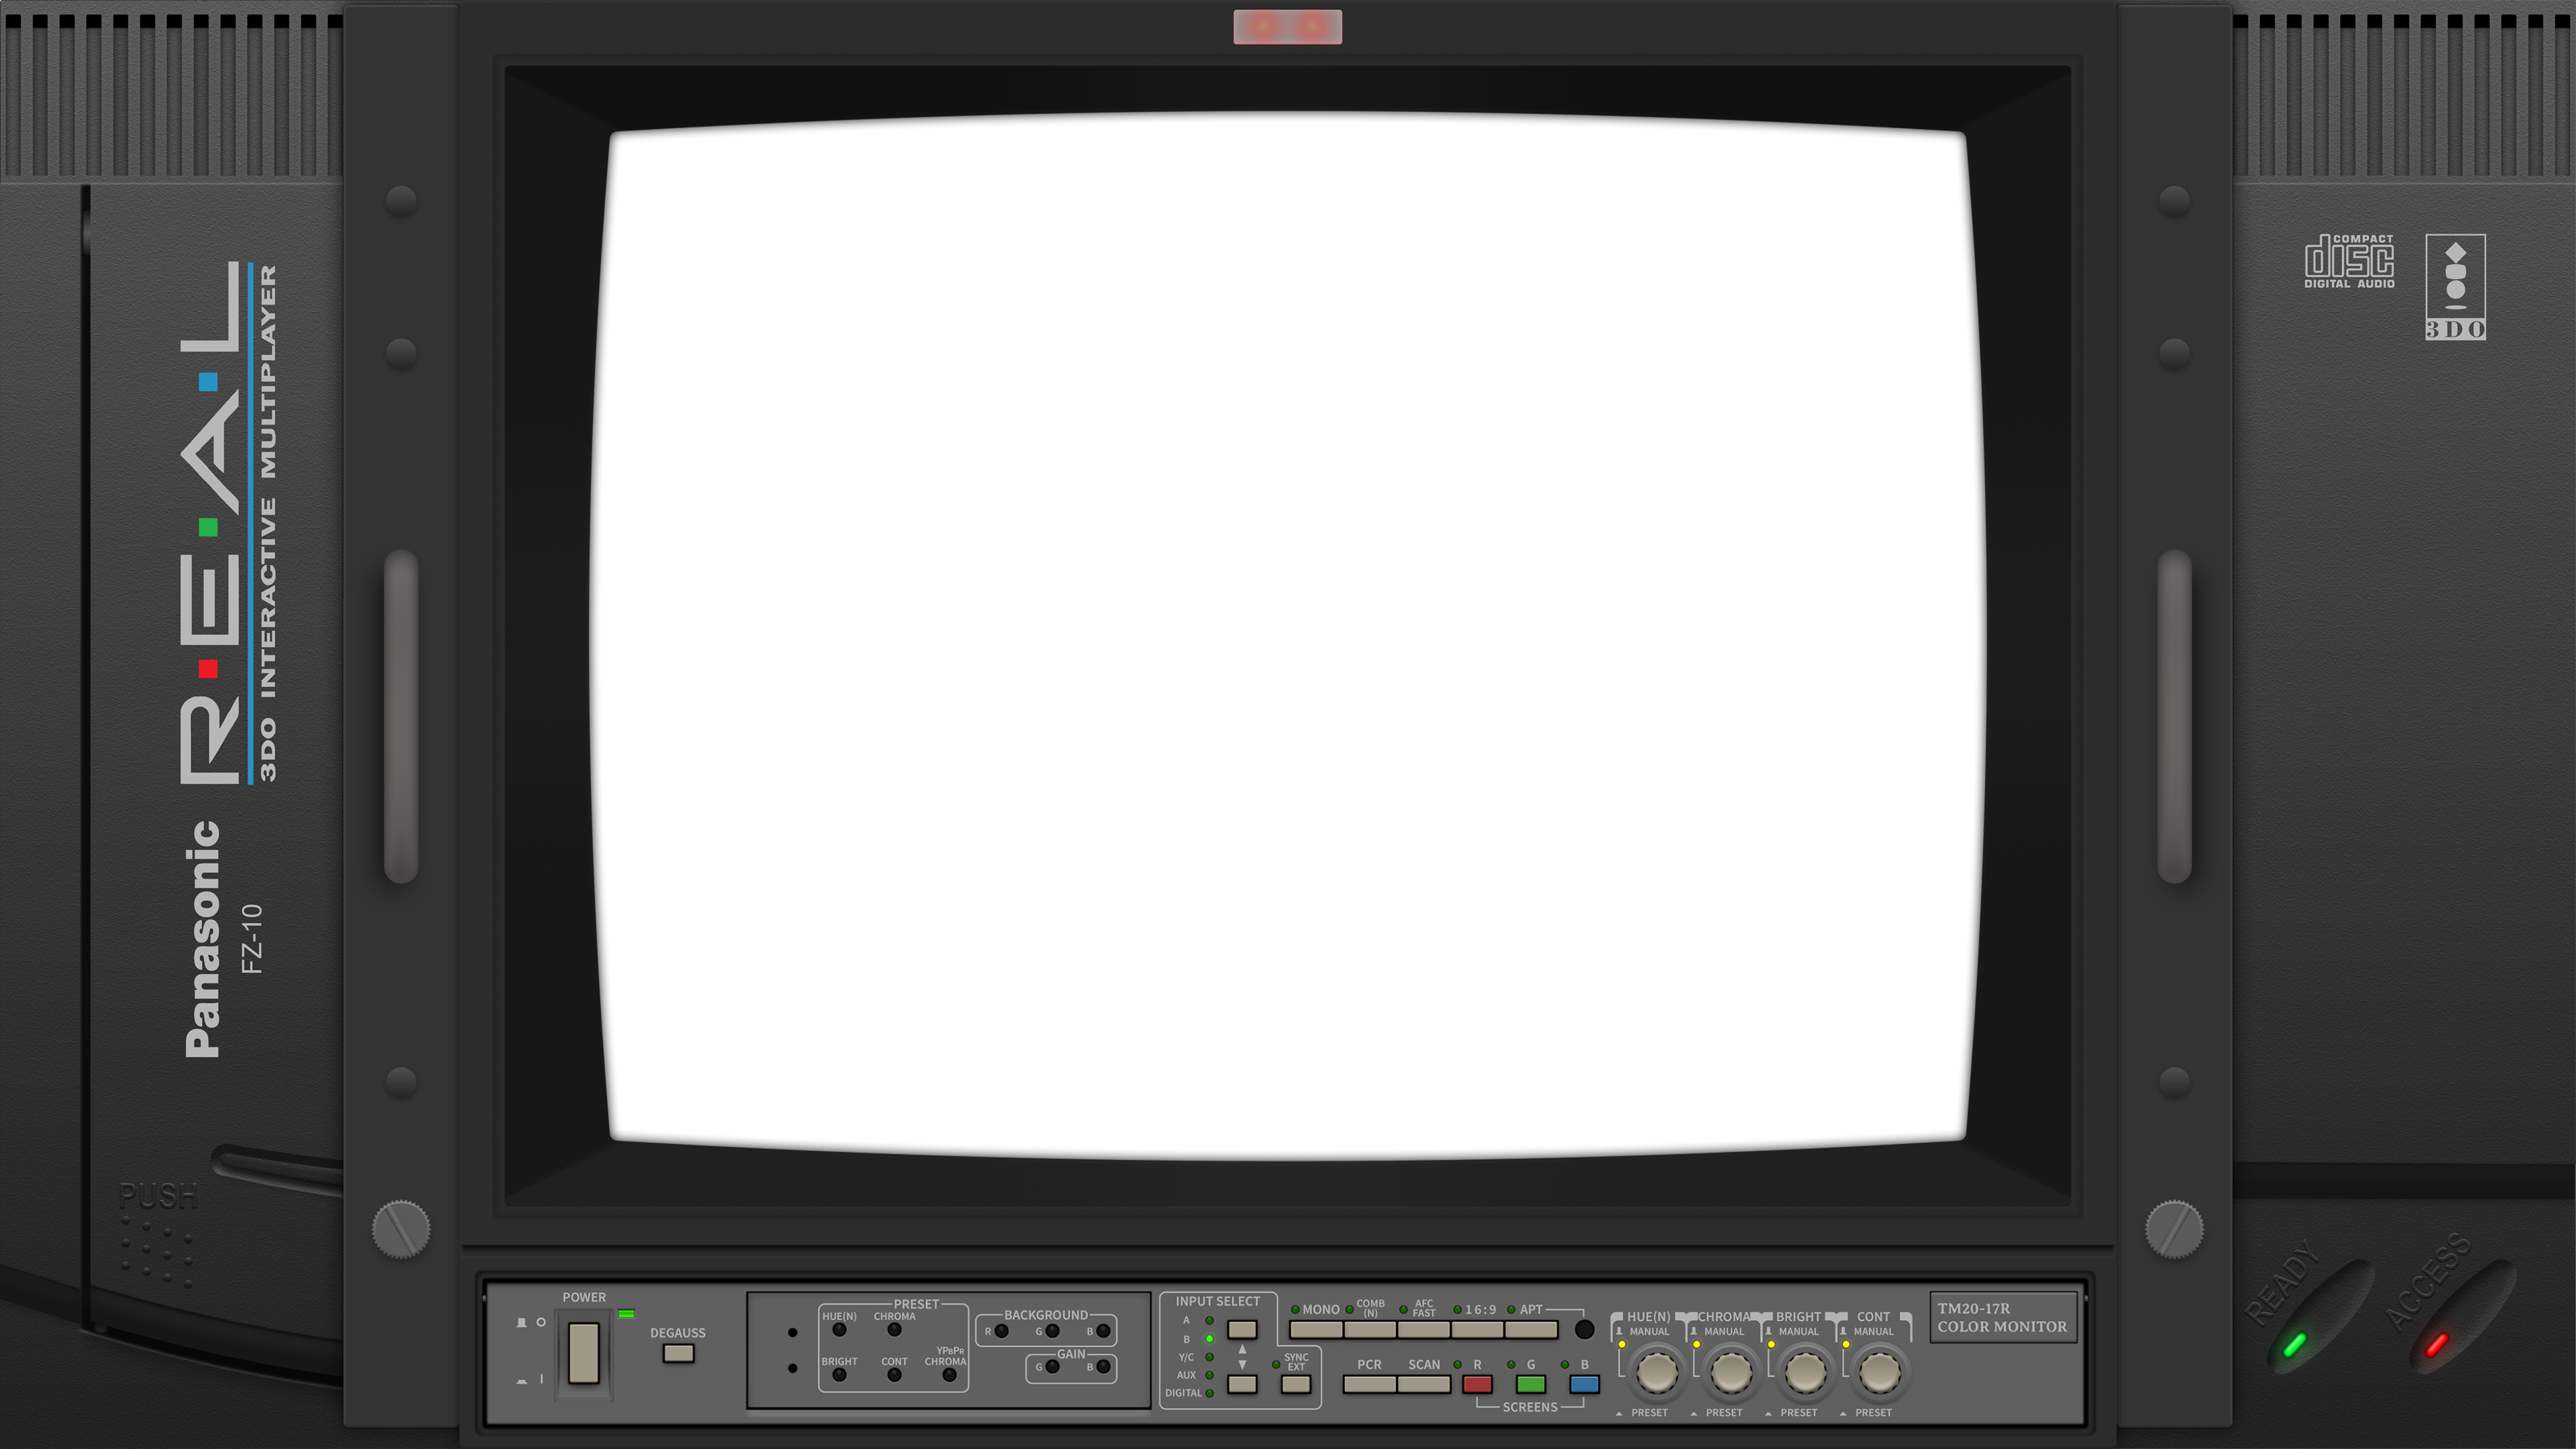 R·E·A·L
3DO INTERACTIVE MULTIPLAYER
Panasonic
FZ-10
PUSH
COMPACT
disc
DIGITAL AUDIO
3DO
READY
ACCESS
POWER
DEGAUSS
PRESET
HUE(N) CHROMA
BRIGHT CONT YPBPR CHROMA
BACKGROUND
R G B
GAIN
G B
INPUT SELECT
A
B
Y/C
AUX
DIGITAL
SYNC EXT
MONO COMB (N) AFC FAST 16:9 APT
PCR SCAN R G B
SCREENS
HUE(N) CHROMA BRIGHT CONT
MANUAL MANUAL MANUAL MANUAL
PRESET PRESET PRESET PRESET
TM20-17R
COLOR MONITOR